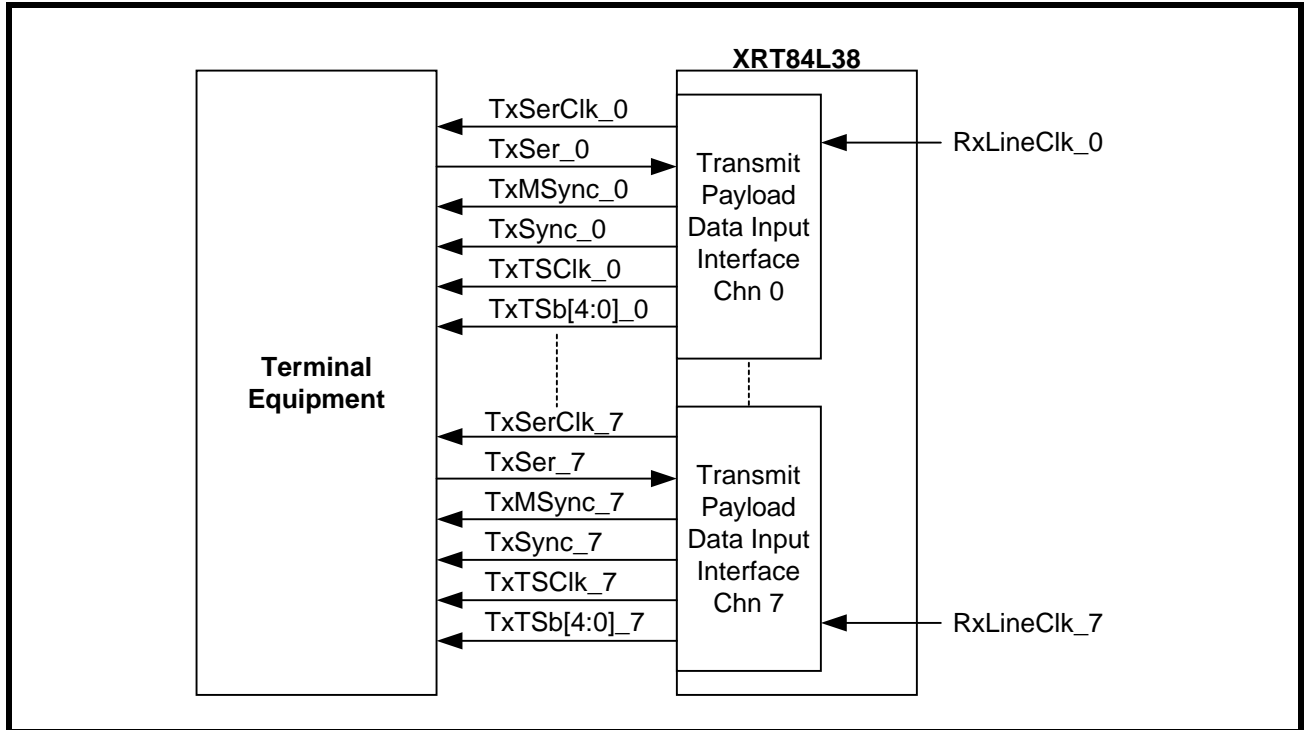 XRT84L38
TxSerClk_0
TxSer_0
TxMSync_0
TxSync_0
TxTSClk_0
TxTSb[4:0]_0
Transmit
Payload
Data Input
Interface
Chn 0
RxLineClk_0
Terminal
Equipment
TxSerClk_7
TxSer_7
TxMSync_7
TxSync_7
TxTSClk_7
TxTSb[4:0]_7
Transmit
Payload
Data Input
Interface
Chn 7
RxLineClk_7